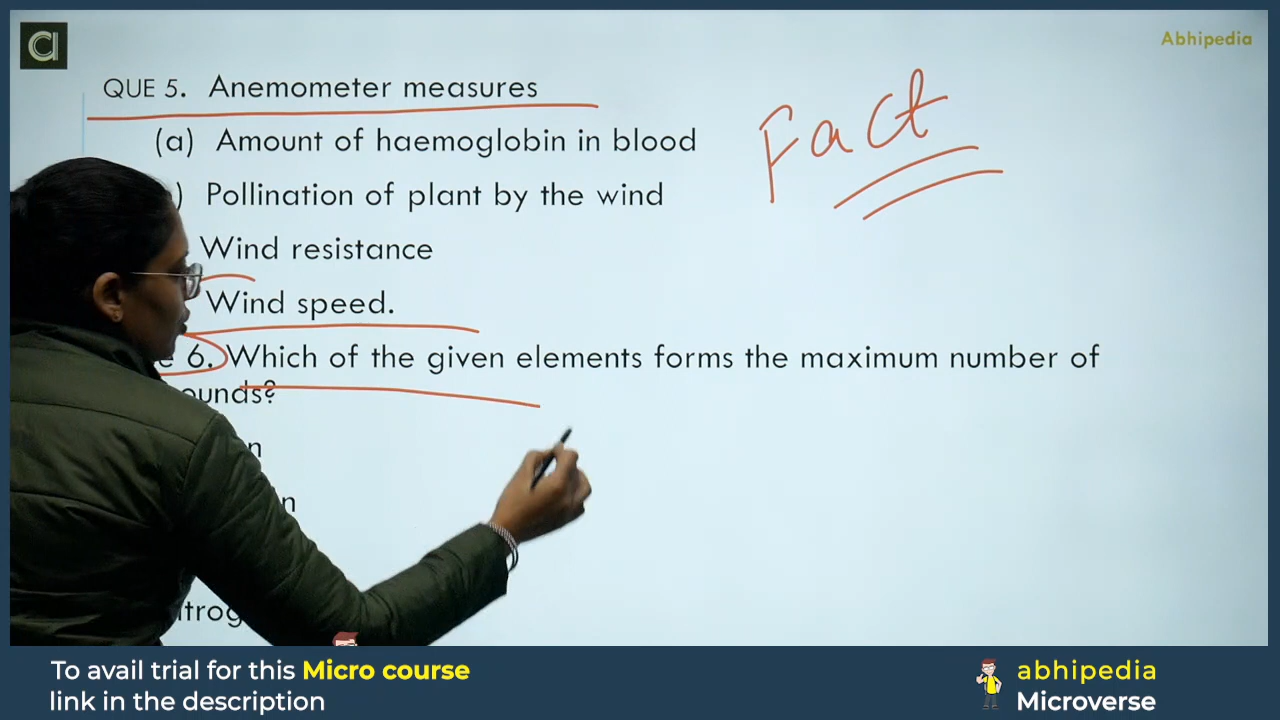 Abhipedia
QUE 5. Anemometer measures
(a) Amount of haemoglobin in blood
Fact
) Pollination of plant by the wind
Wind resistance
Wind speed.
e 6. Which of the given elements forms the maximum number of
ounds?
n
n
itrog
To avail trial for this Micro course
link in the description
abhipedia
Microverse